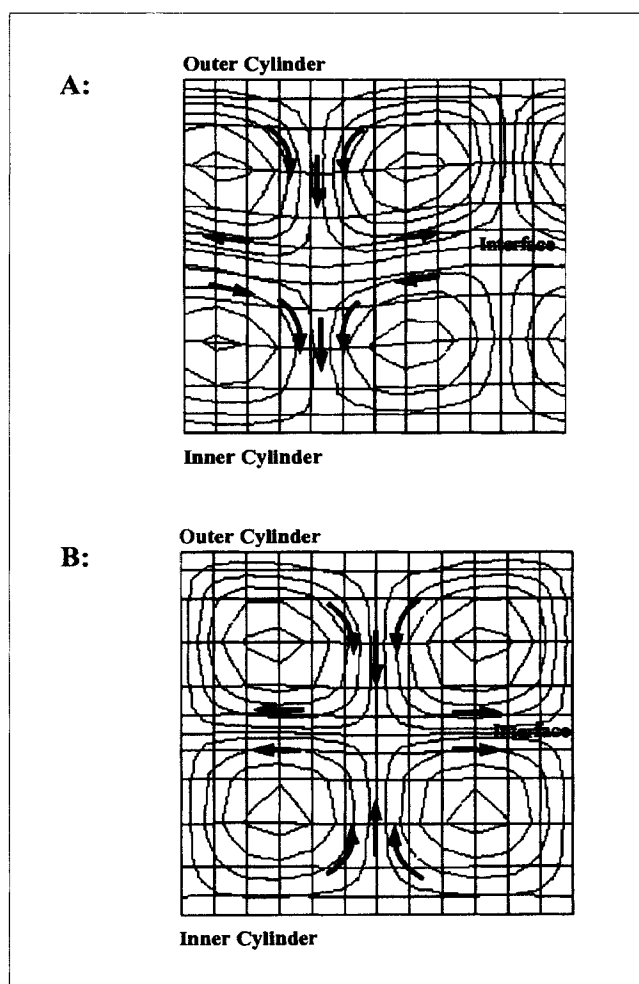 Outer Cylinder
A:
Interface
Inner Cylinder
Outer Cylinder
B:
Interface
Inner Cylinder